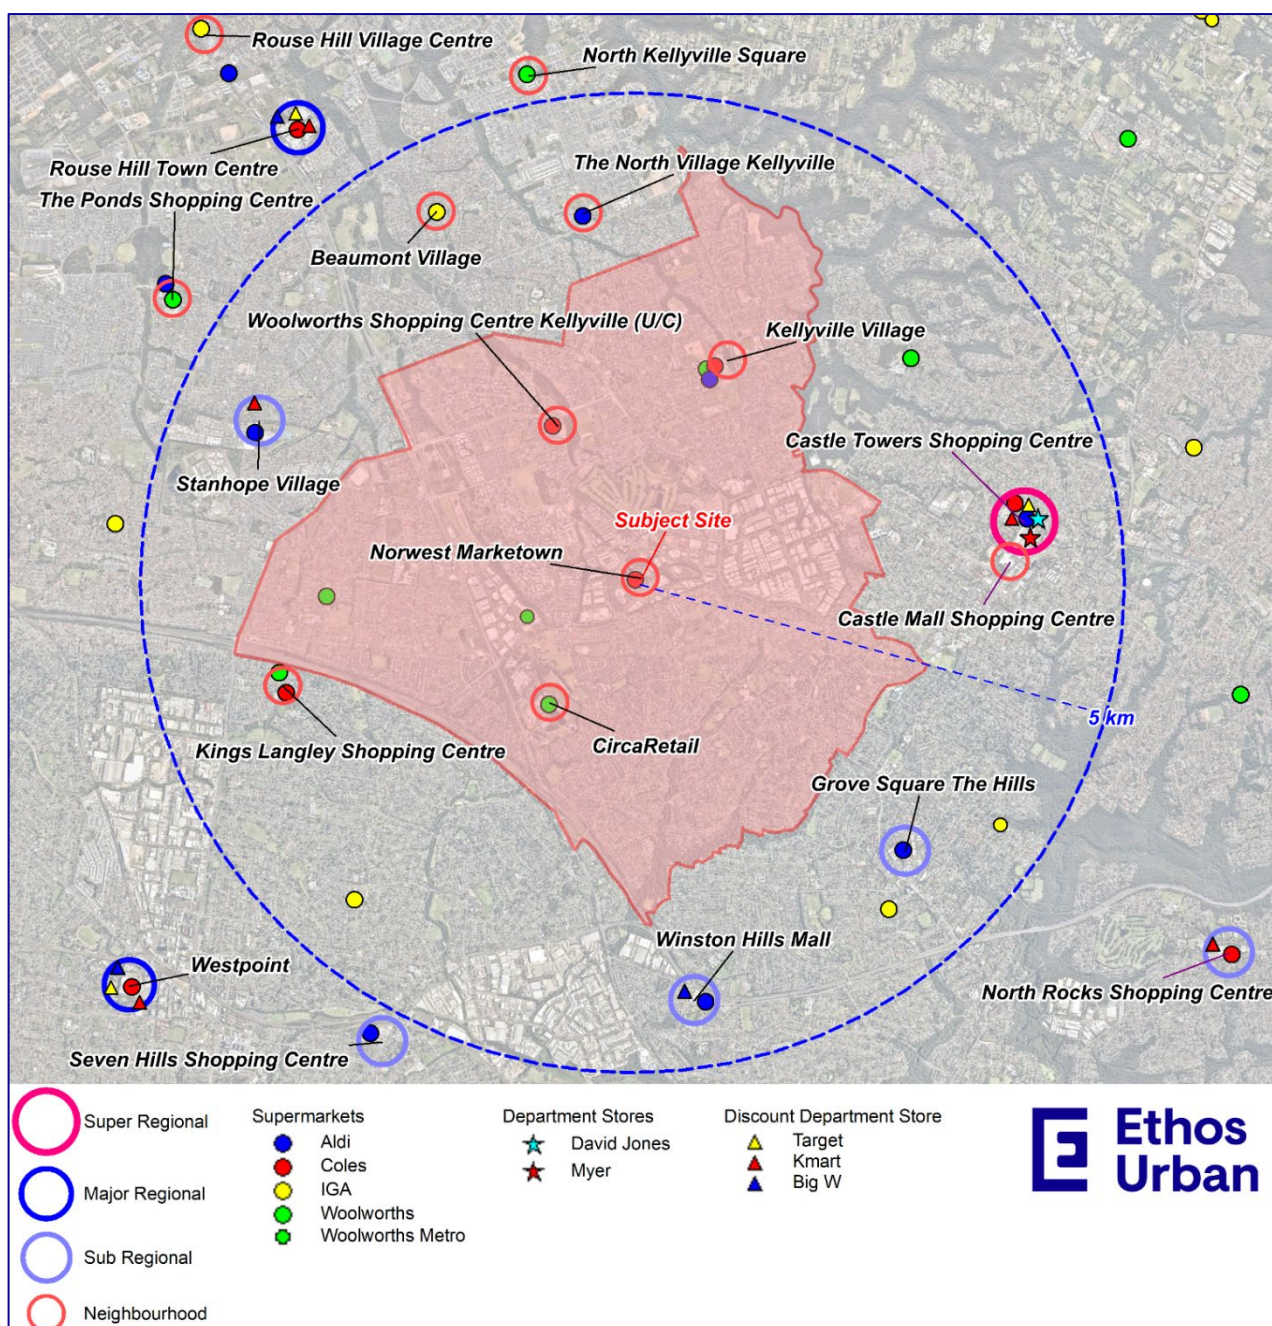 Rouse Hill Village Centre
North Kellyville Square
Rouse Hill Town Centre
The North Village Kellyville
The Ponds Shopping Centre
Beaumont Village
Woolworths Shopping Centre Kellyville (U/C)
Kellyville Village
Castle Towers Shopping Centre
Stanhope Village
Subject Site
Norwest Marketown
Castle Mall Shopping Centre
5 km
Kings Langley Shopping Centre
CircaRetail
Grove Square The Hills
Winston Hills Mall
Westpoint
North Rocks Shopping Centre
Seven Hills Shopping Centre
Super Regional
Major Regional
Sub Regional
Neighbourhood
Supermarkets
Aldi
Coles
IGA
Woolworths
Woolworths Metro
Department Stores
David Jones
Myer
Discount Department Store
Target
Kmart
Big W
Ethos
Urban